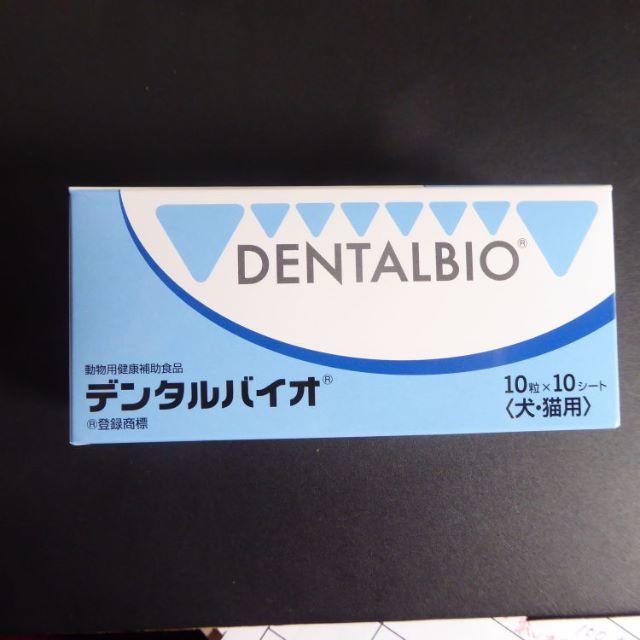 DENTALBIO®
動物用健康補助食品
デンタルバイオ®
®登録商標
10粒×10シート
〈犬・猫用〉